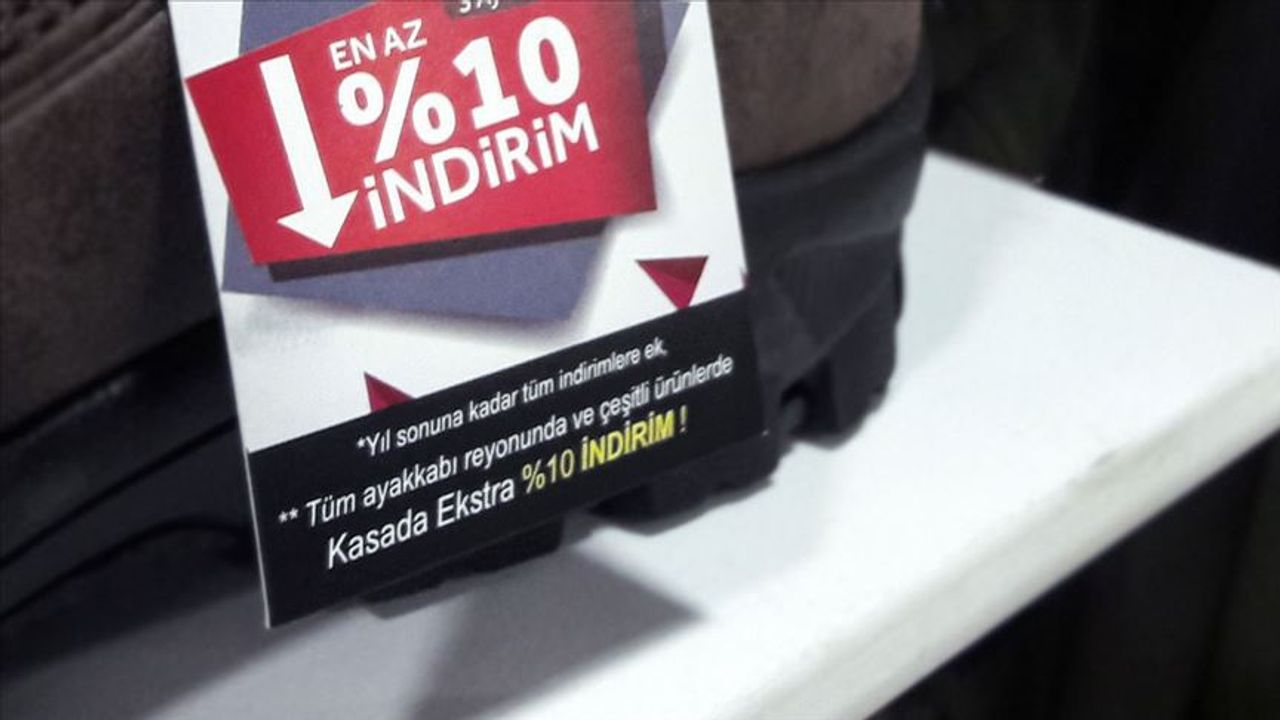 EN AZ
%10
İNDİRİM
*Yıl sonuna kadar tüm indirimlere ek,
** Tüm ayakkabı reyonunda ve çeşitli ürünlerde
Kasada Ekstra %10 İNDİRİM !